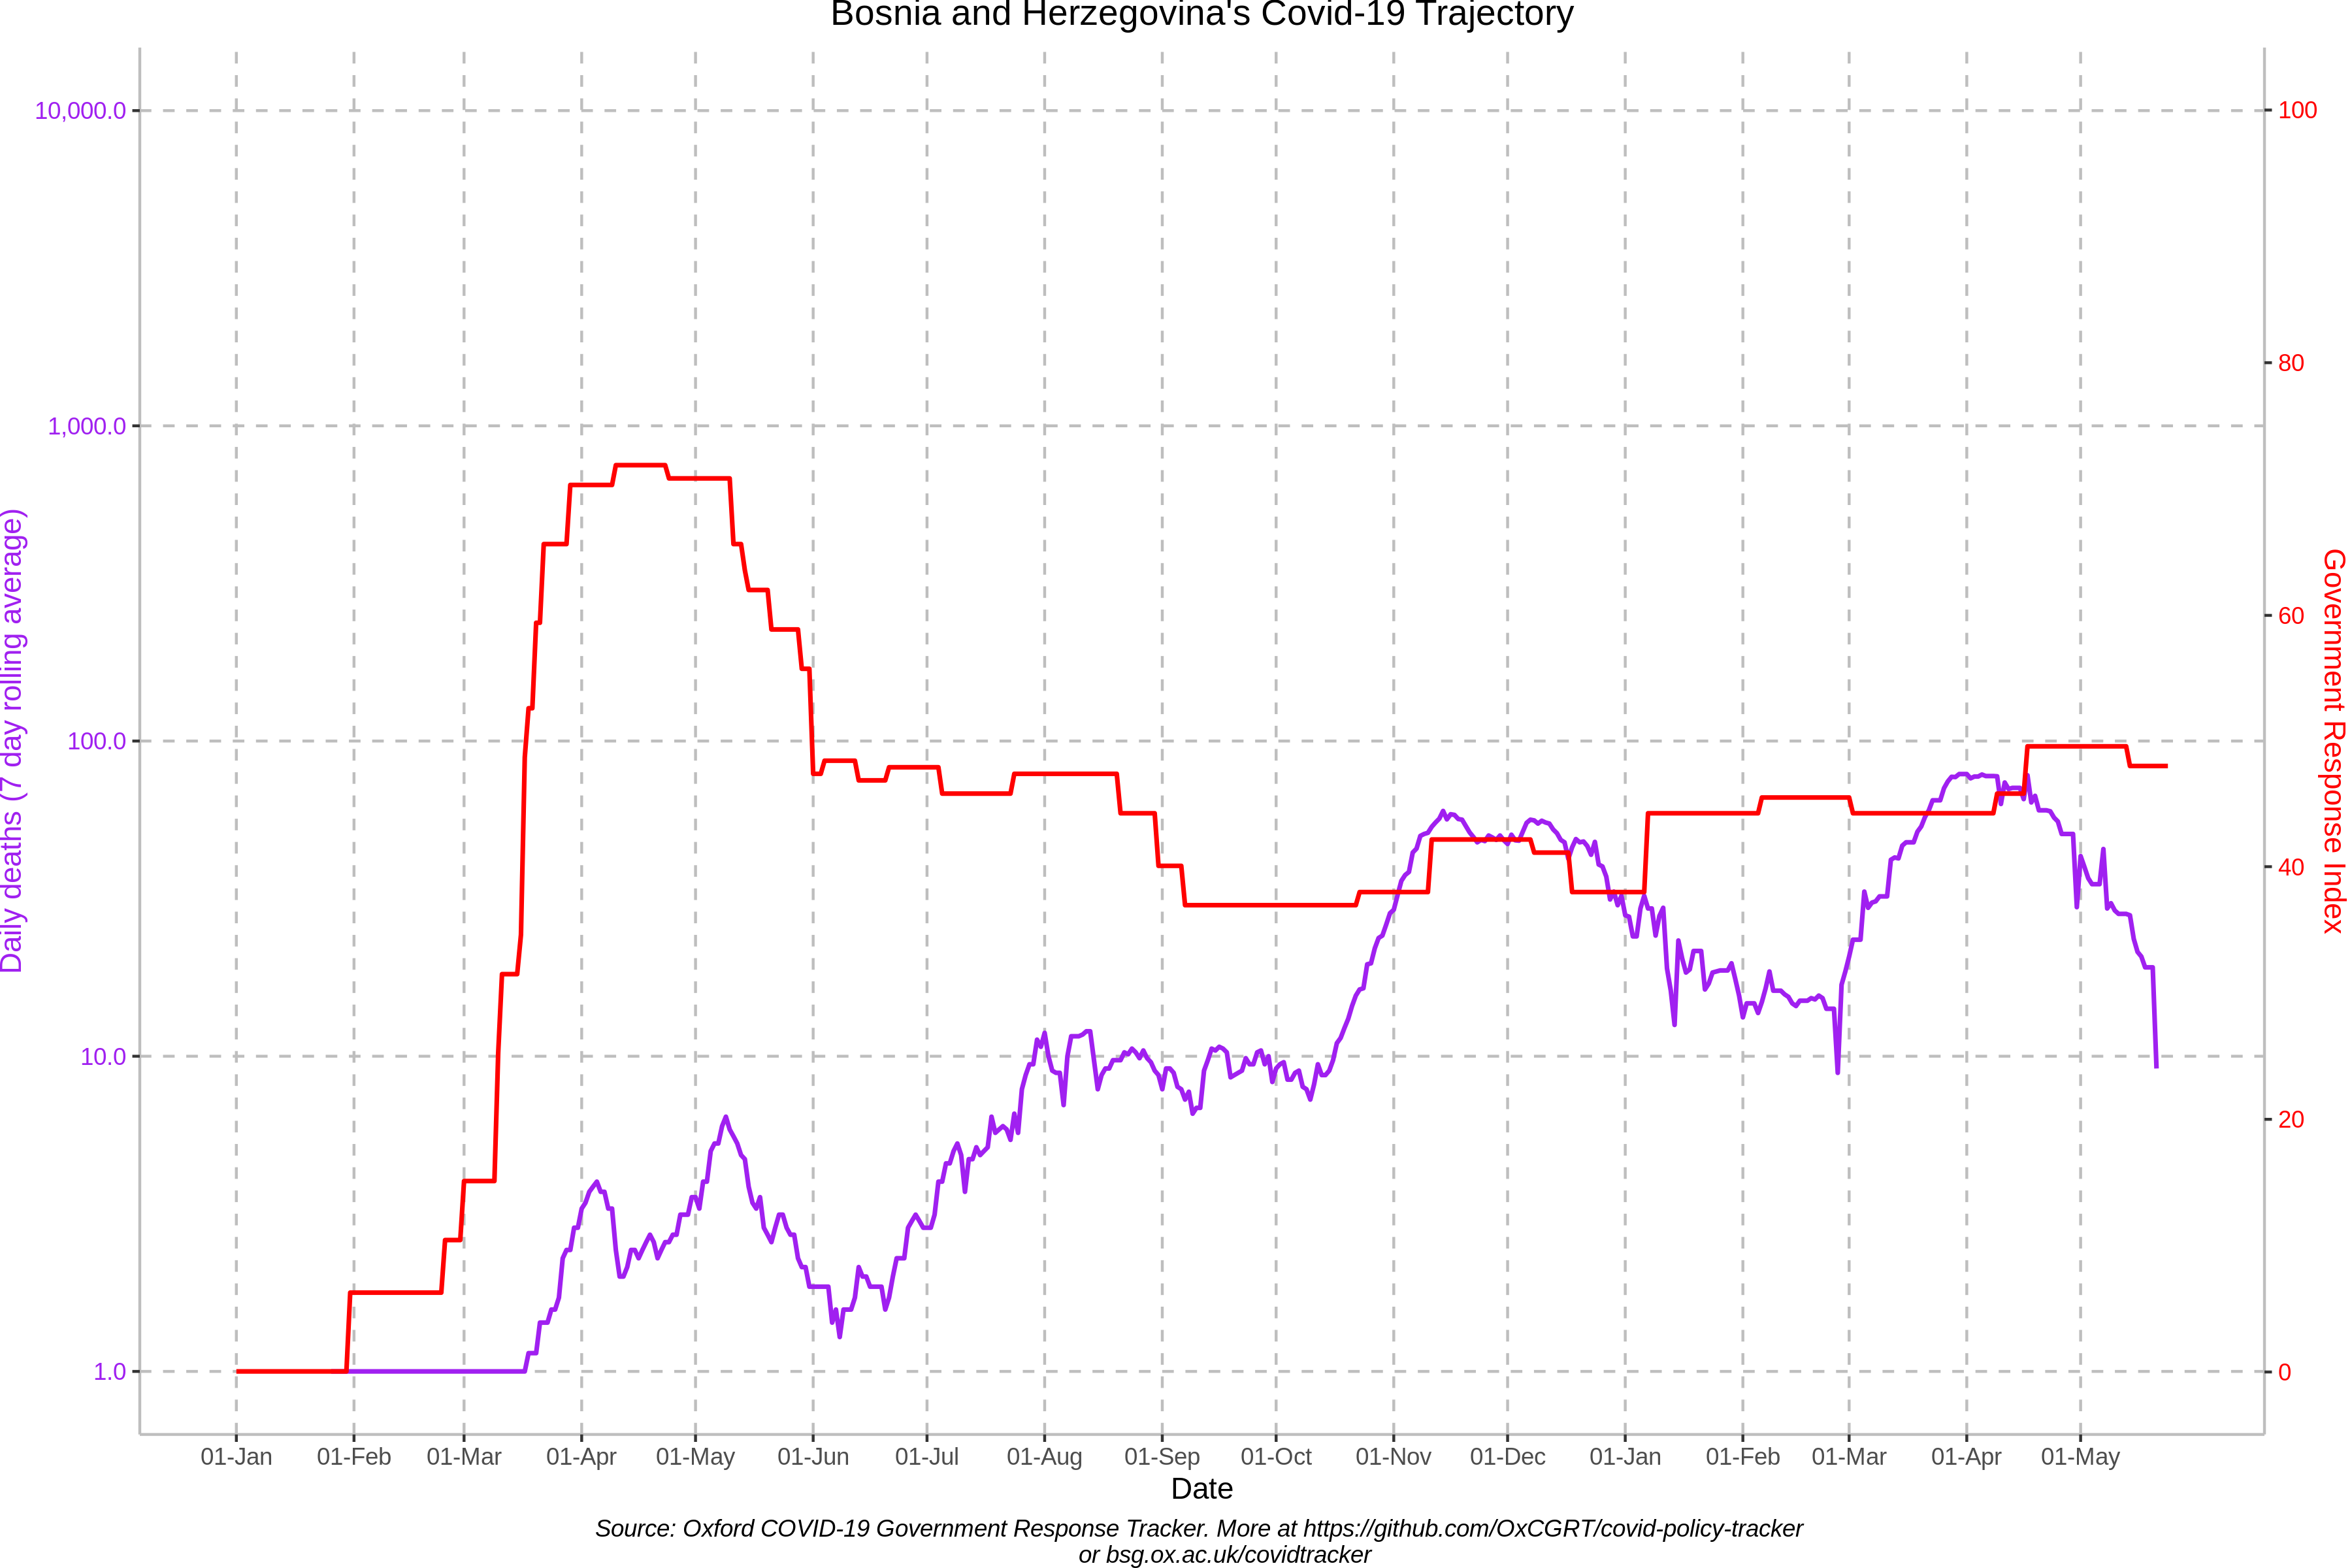 Bosnia and Herzegovina's Covid-19 Trajectory
10,000.0
1,000.0
100.0
10.0
1.0
Daily deaths (7 day rolling average)
100
80
60
40
20
0
Government Response Index
01-Jan 01-Feb 01-Mar 01-Apr 01-May 01-Jun 01-Jul 01-Aug 01-Sep 01-Oct 01-Nov 01-Dec 01-Jan 01-Feb 01-Mar 01-Apr 01-May
Date
Source: Oxford COVID-19 Government Response Tracker. More at https://github.com/OxCGRT/covid-policy-tracker
or bsg.ox.ac.uk/covidtracker